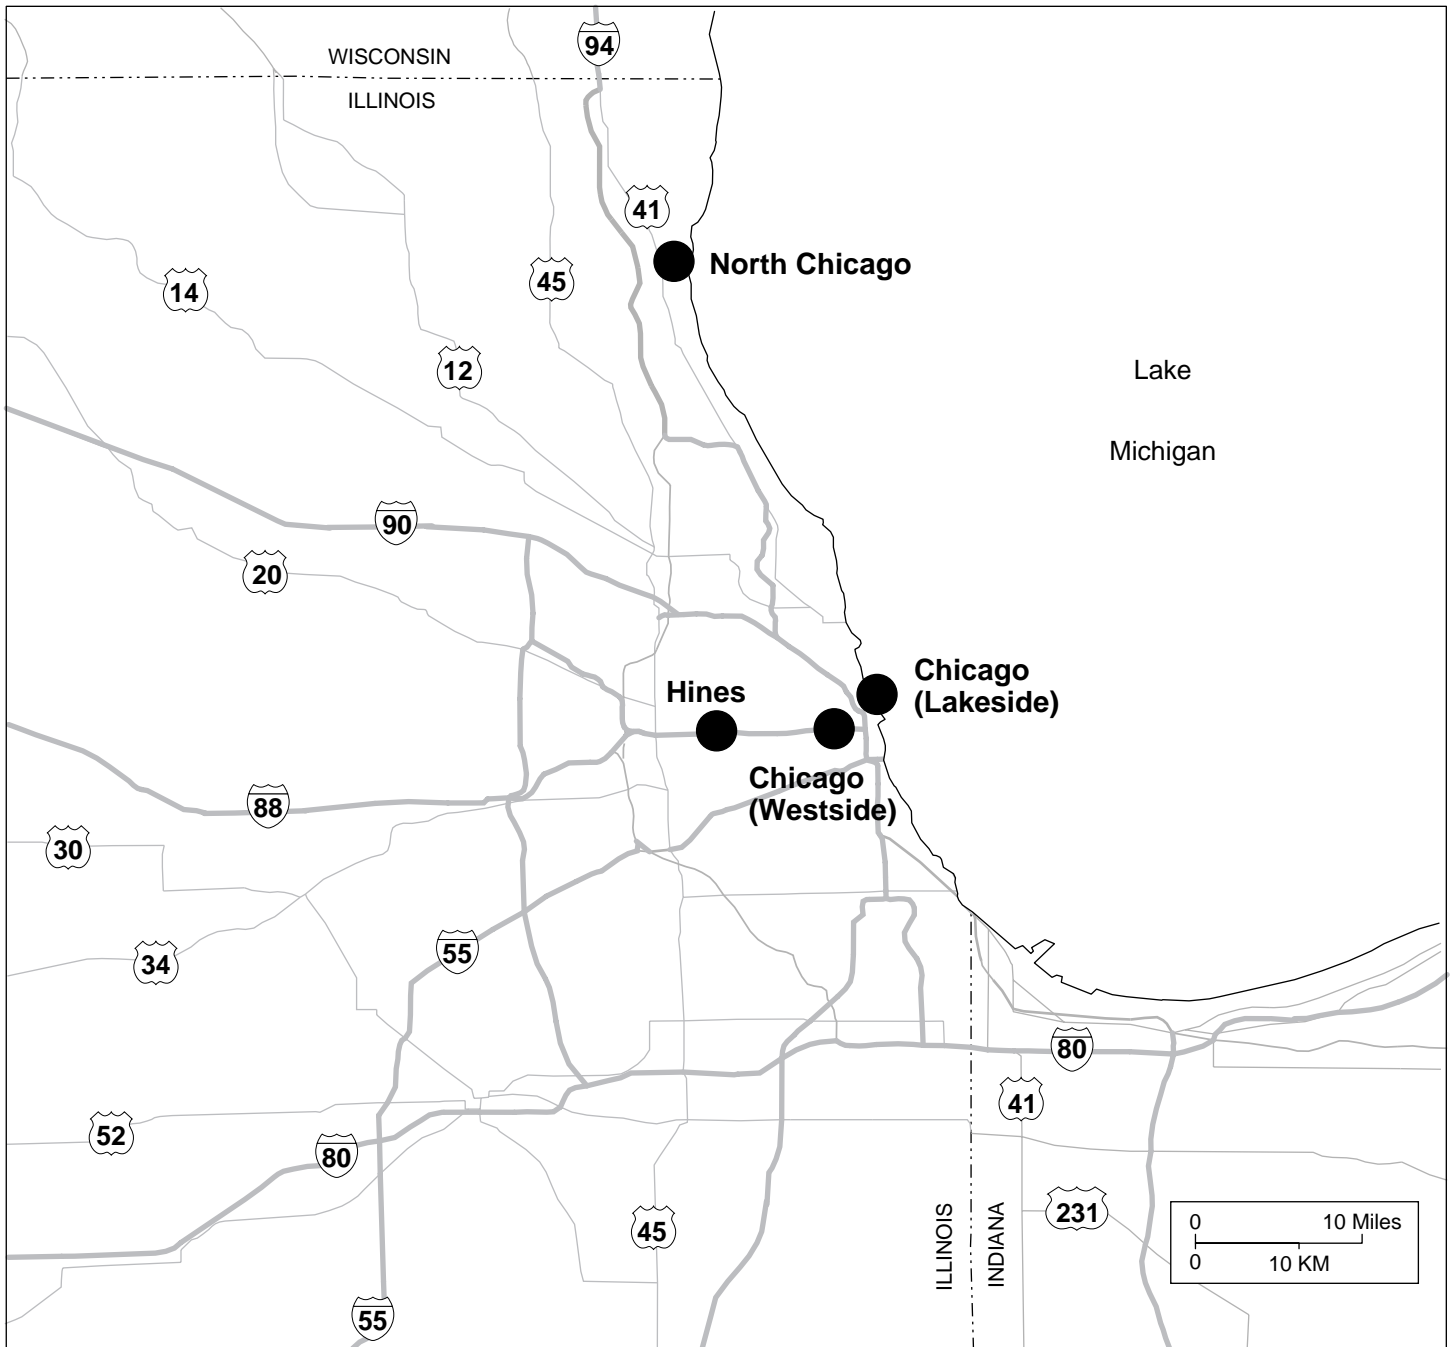 94
WISCONSIN
ILLINOIS
41
North Chicago
45
14
12
Lake
Michigan
90
20
Chicago
(Lakeside)
Hines
Chicago
(Westside)
88
30
55
34
80
41
52
80
231
45
ILLINOIS
INDIANA
0 10 Miles
0 10 KM
55